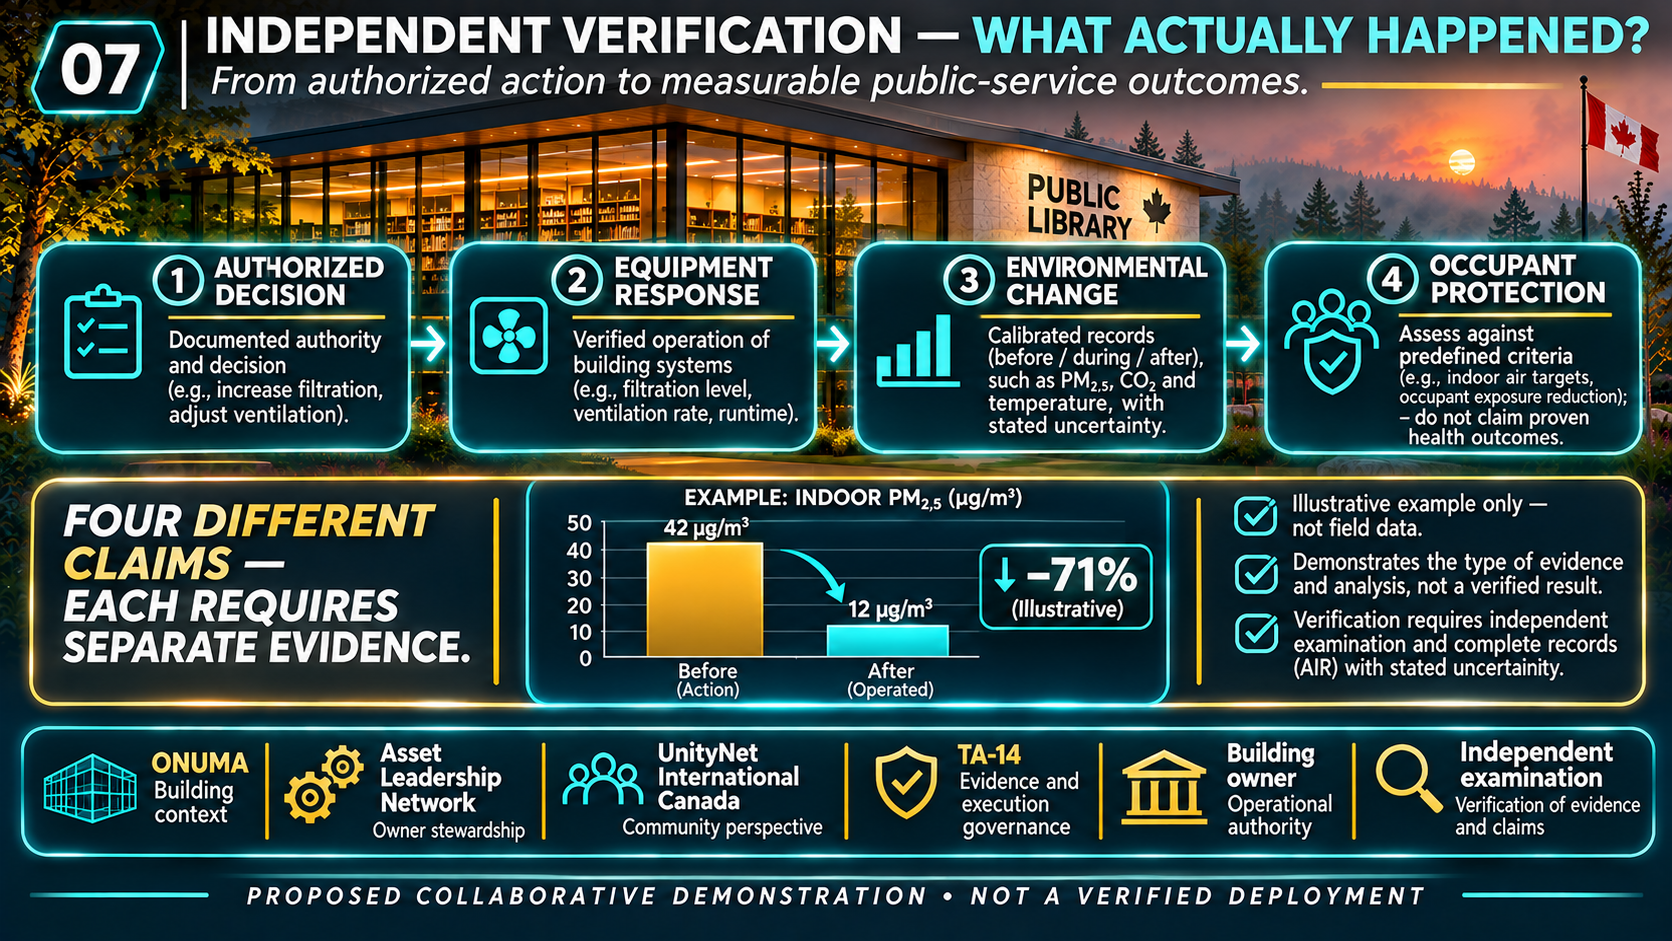 07
INDEPENDENT VERIFICATION — WHAT ACTUALLY HAPPENED?
From authorized action to measurable public-service outcomes.
PUBLIC
LIBRARY
1 AUTHORIZED
DECISION
Documented authority
and decision
(e.g., increase filtration,
adjust ventilation).
2 EQUIPMENT
RESPONSE
Verified operation of
building systems
(e.g., filtration level,
ventilation rate, runtime).
3 ENVIRONMENTAL
CHANGE
Calibrated records
(before / during / after),
such as PM₂.₅, CO₂ and
temperature, with
stated uncertainty.
4 OCCUPANT
PROTECTION
Assess against
predefined criteria
(e.g., indoor air targets,
occupant exposure reduction);
– do not claim proven
health outcomes.
FOUR DIFFERENT
CLAIMS —
EACH REQUIRES
SEPARATE EVIDENCE.
EXAMPLE: INDOOR PM₂,₅ (µg/m³)
50
40
30
20
10
0
42 µg/m³
12 µg/m³
Before
(Action)
After
(Operated)
↓ –71%
(Illustrative)
Illustrative example only —
not field data.
Demonstrates the type of evidence
and analysis, not a verified result.
Verification requires independent
examination and complete records
(AIR) with stated uncertainity.
ONUMA
Building
context
Asset
Leadership
Network
Owner stewardship
UnityNet
International
Canada
Community perspective
TA-14
Evidence and
execution
governance
Building
owner
Operational
authority
Independent
examination
Verification of evidence
and claims
PROPOSED COLLABORATIVE DEMONSTRATION • NOT A VERIFIED DEPLOYMENT